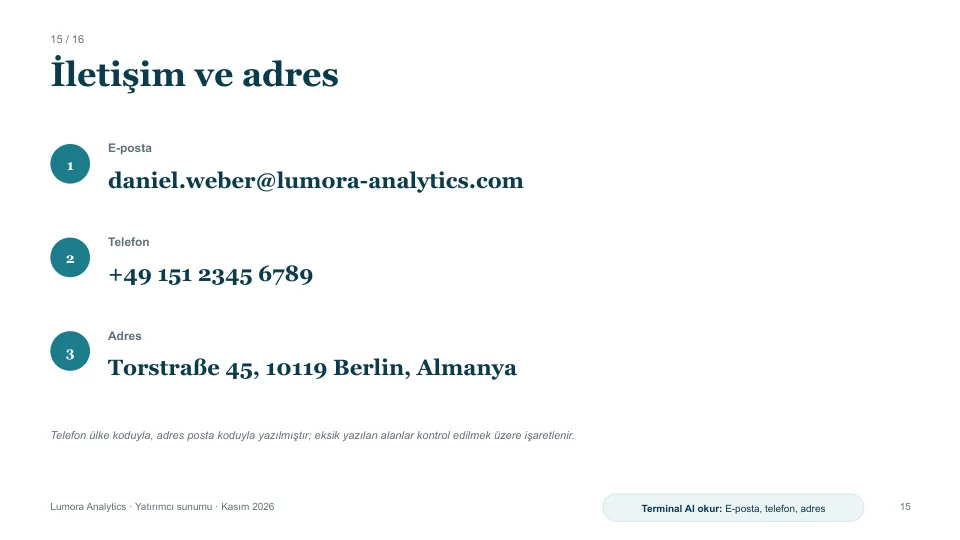 15 / 16
İletişim ve adres
1
E-posta
daniel.weber@lumora-analytics.com
2
Telefon
+49 151 2345 6789
3
Adres
Torstraße 45, 10119 Berlin, Almanya
Telefon ülke koduyla, adres posta koduyla yazılmıştır; eksik yazılan alanlar kontrol edilmek üzere işaretlenir.
Lumora Analytics · Yatırımcı sunumu · Kasım 2026
Terminal AI okur: E-posta, telefon, adres
15